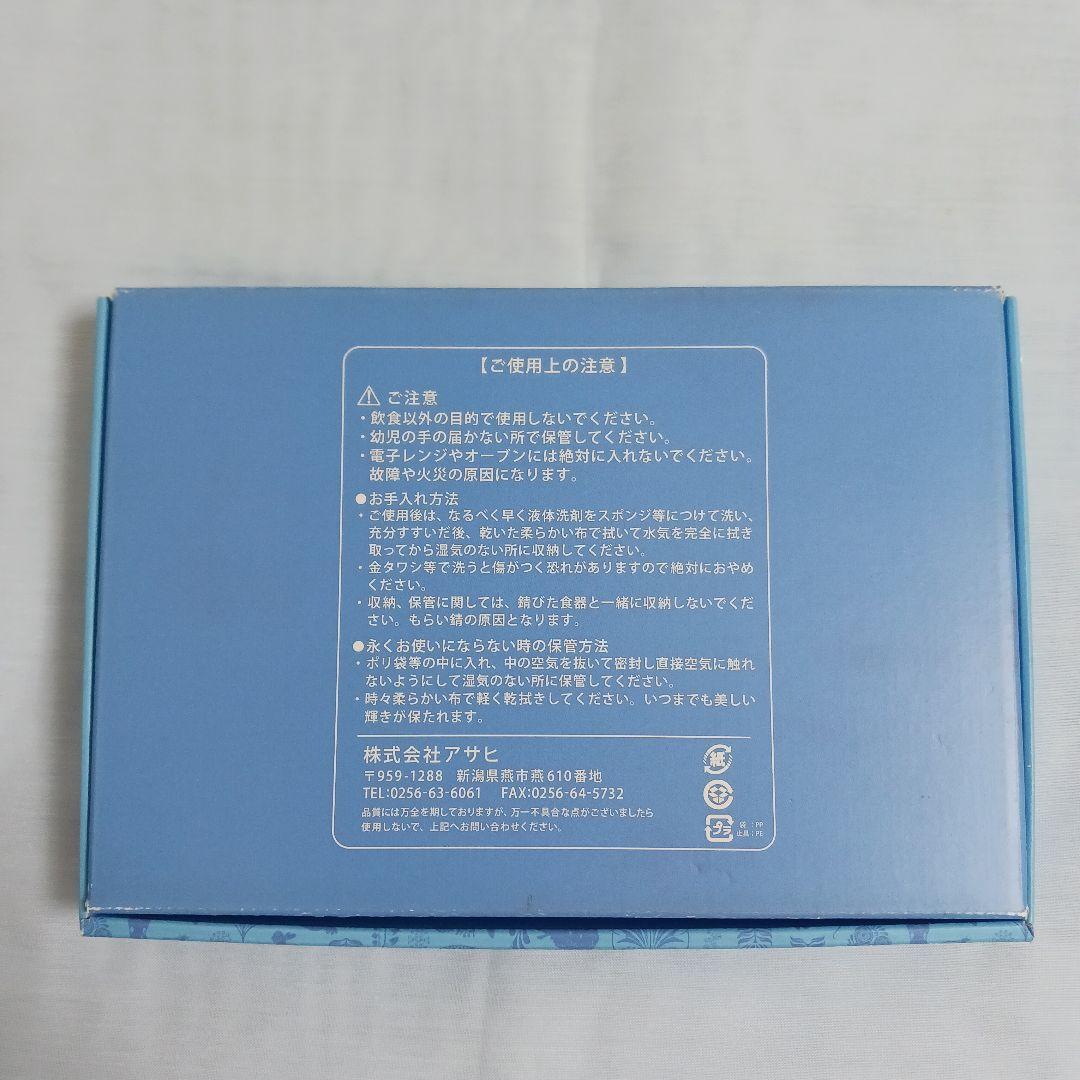 【ご使用上の注意】
ご注意
・飲食以外の目的で使用しないでください。
・幼児の手の届かない所で保管してください。
・電子レンジやオーブンには絶対に入れないでください。
故障や火災の原因になります。
●お手入れ方法
・ご使用後は、なるべく早く液体洗剤をスポンジ等につけて洗い、
充分すすいだ後、乾いた柔らかい布で拭いて水気を完全に拭き
取ってから湿気のない所に収納してください。
・金タワシ等で洗うと傷がつく恐れがありますので絶対におやめ
ください。
・収納、保管に関しては、錆びた食器と一緒に収納しないでくだ
さい。もらい錆の原因となります。
●永くお使いにならない時の保管方法
・ポリ袋等の中に入れ、中の空気を抜いて密封し直接空気に触れ
ないようにして湿気のない所に保管してください。
・時々柔らかい布で軽く乾拭きしてください。いつまでも美しい
輝きが保たれます。
株式会社アサヒ
〒959-1288 新潟県燕市燕610番地
TEL:0256-63-6061 FAX:0256-64-5732
品質には万全を期しておりますが、万一不具合な点がございましたら
使用しないで、上記へお問い合わせください。
紙
プラ
袋 :PP
止具:PE